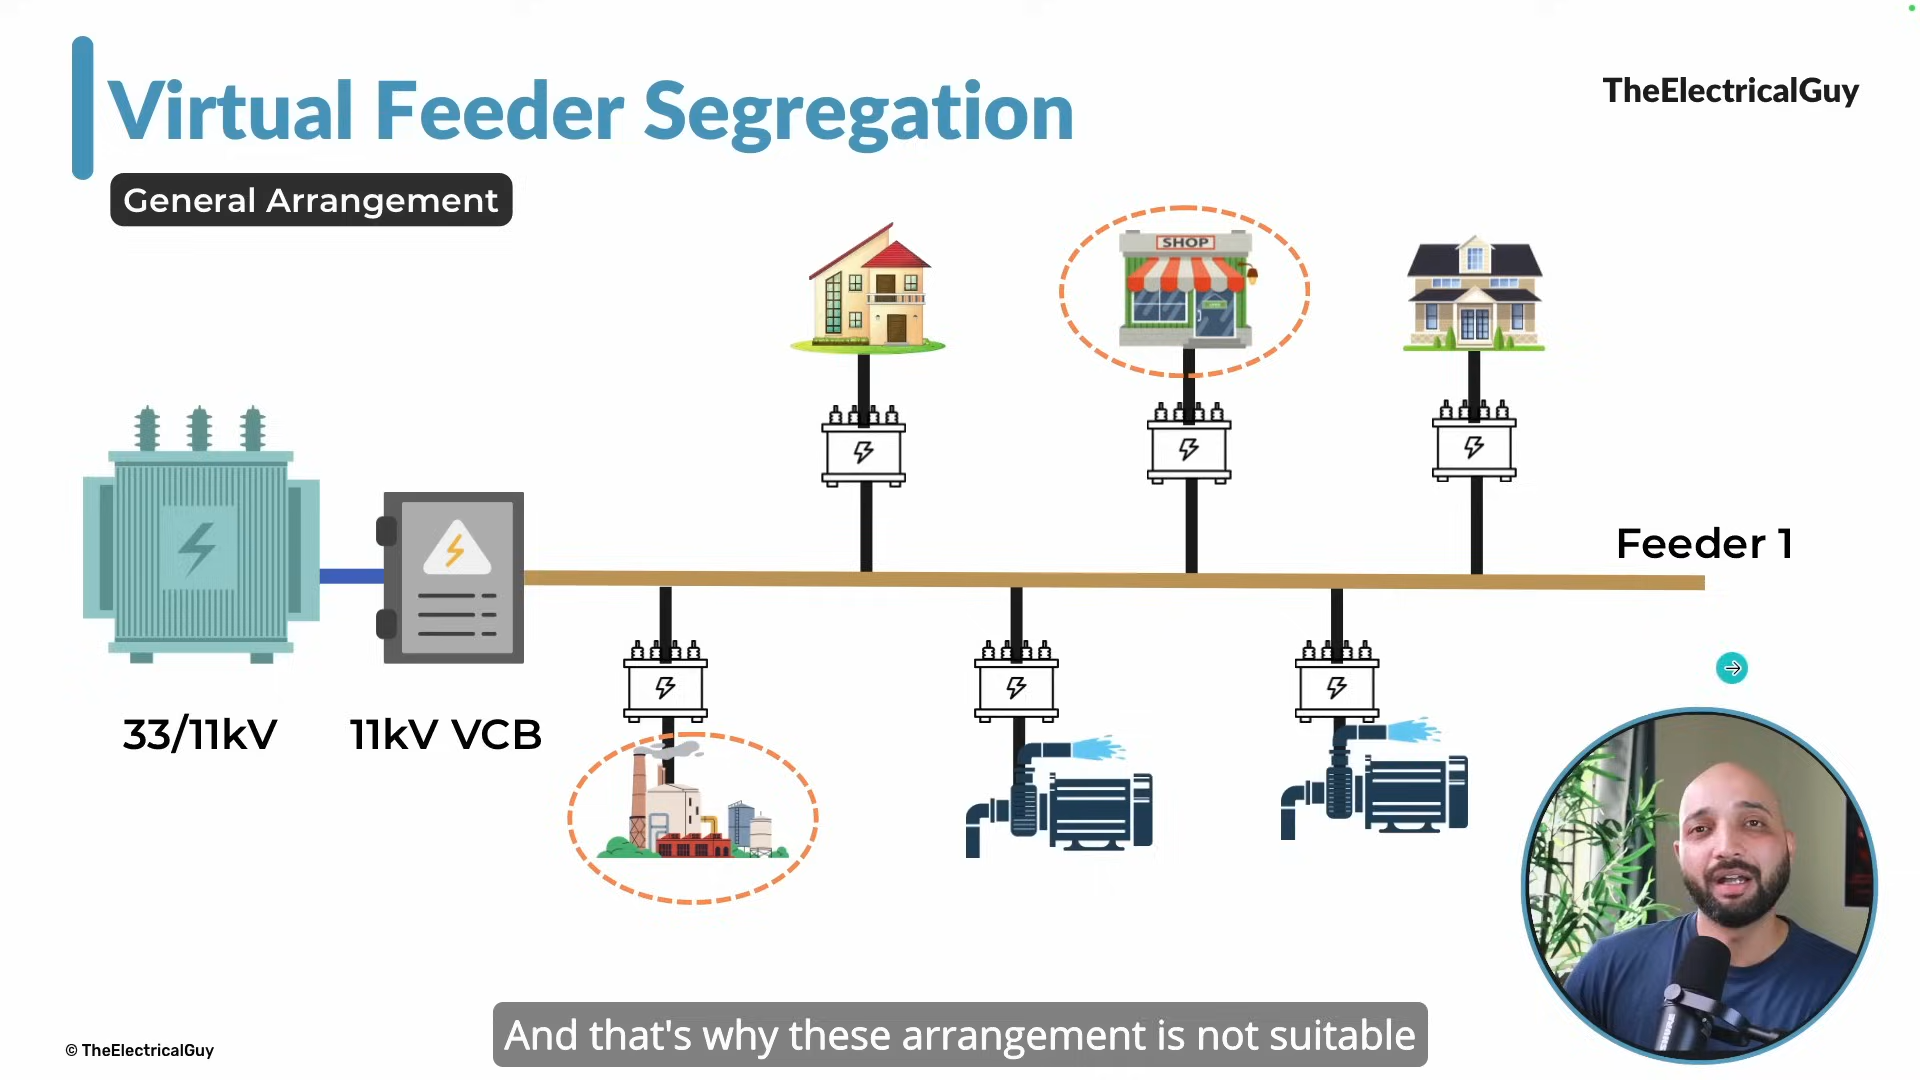 Virtual Feeder Segregation
TheElectricalGuy
General Arrangement
SHOP
Feeder 1
33/11kV
11kV VCB
And that's why these arrangement is not suitable
© TheElectricalGuy